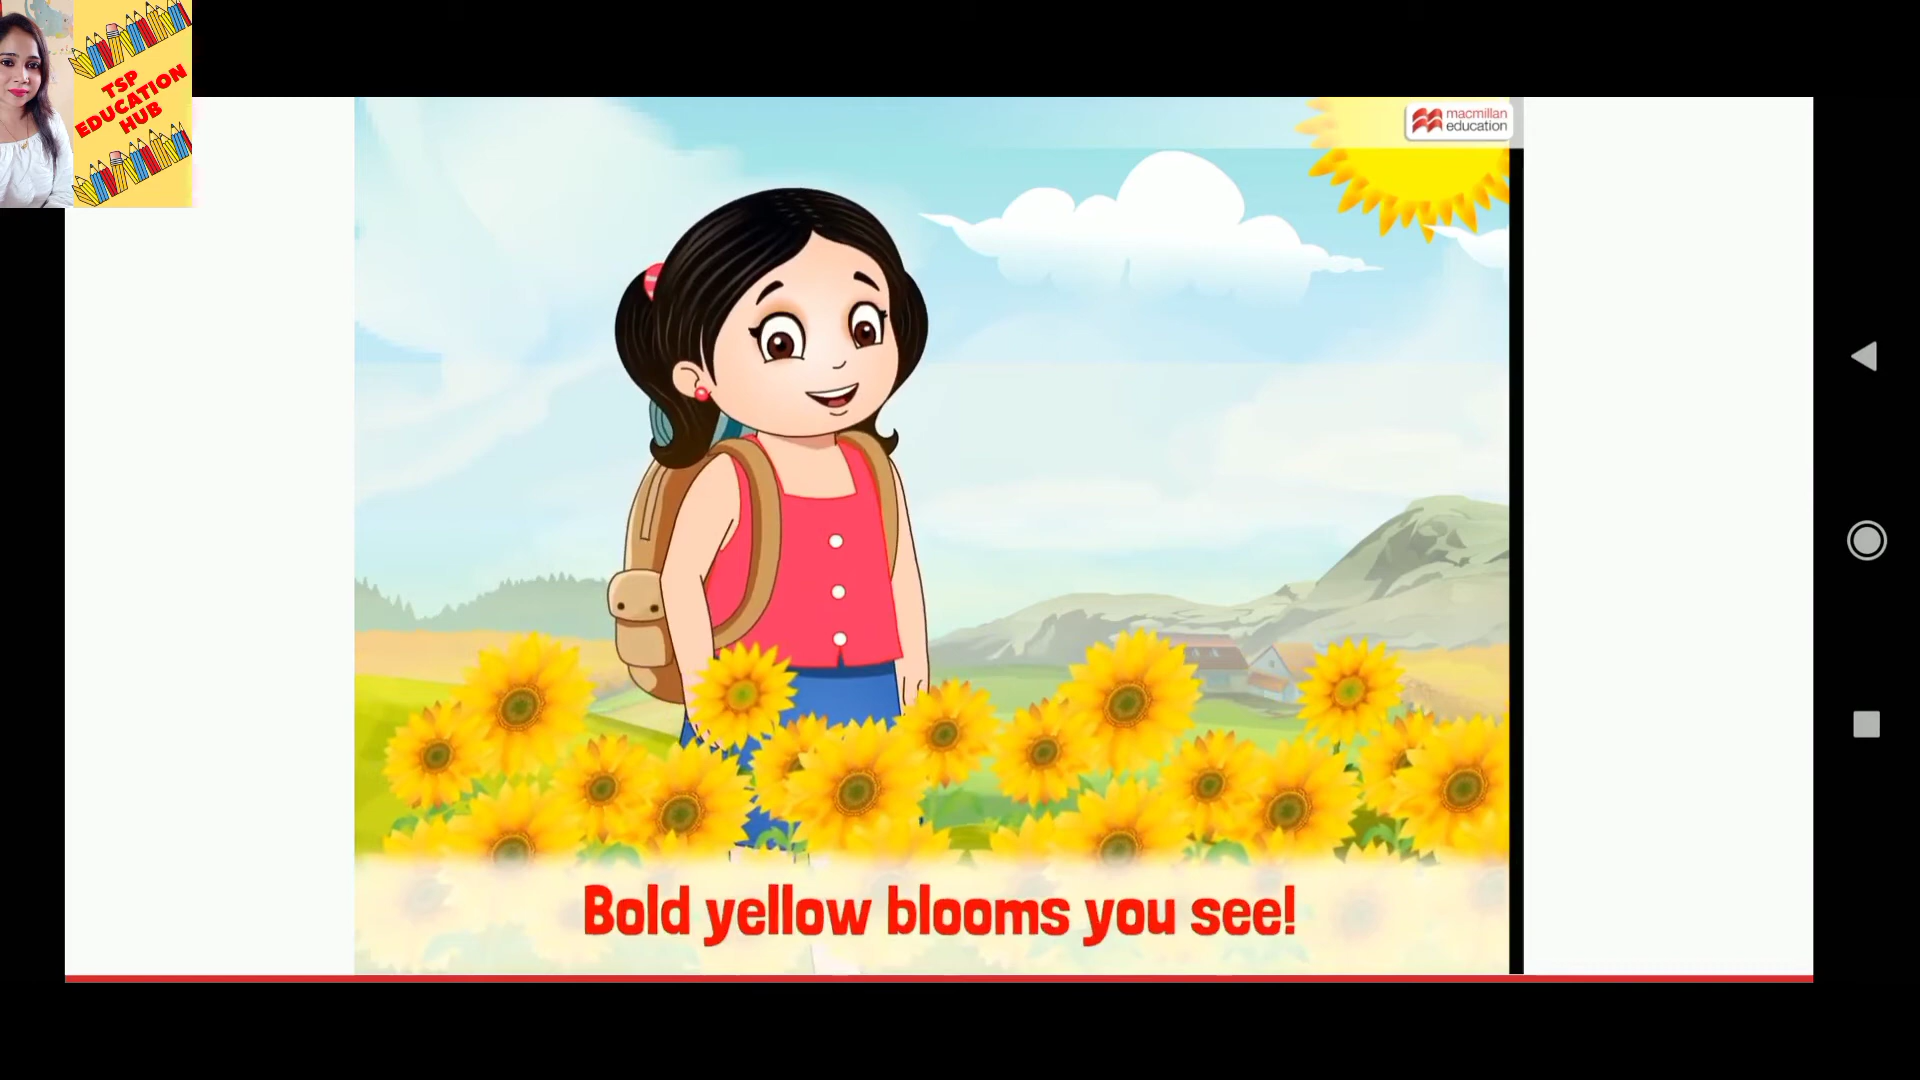 TSP
EDUCATION
HUB
macmillan
education
Bold yellow blooms you see!